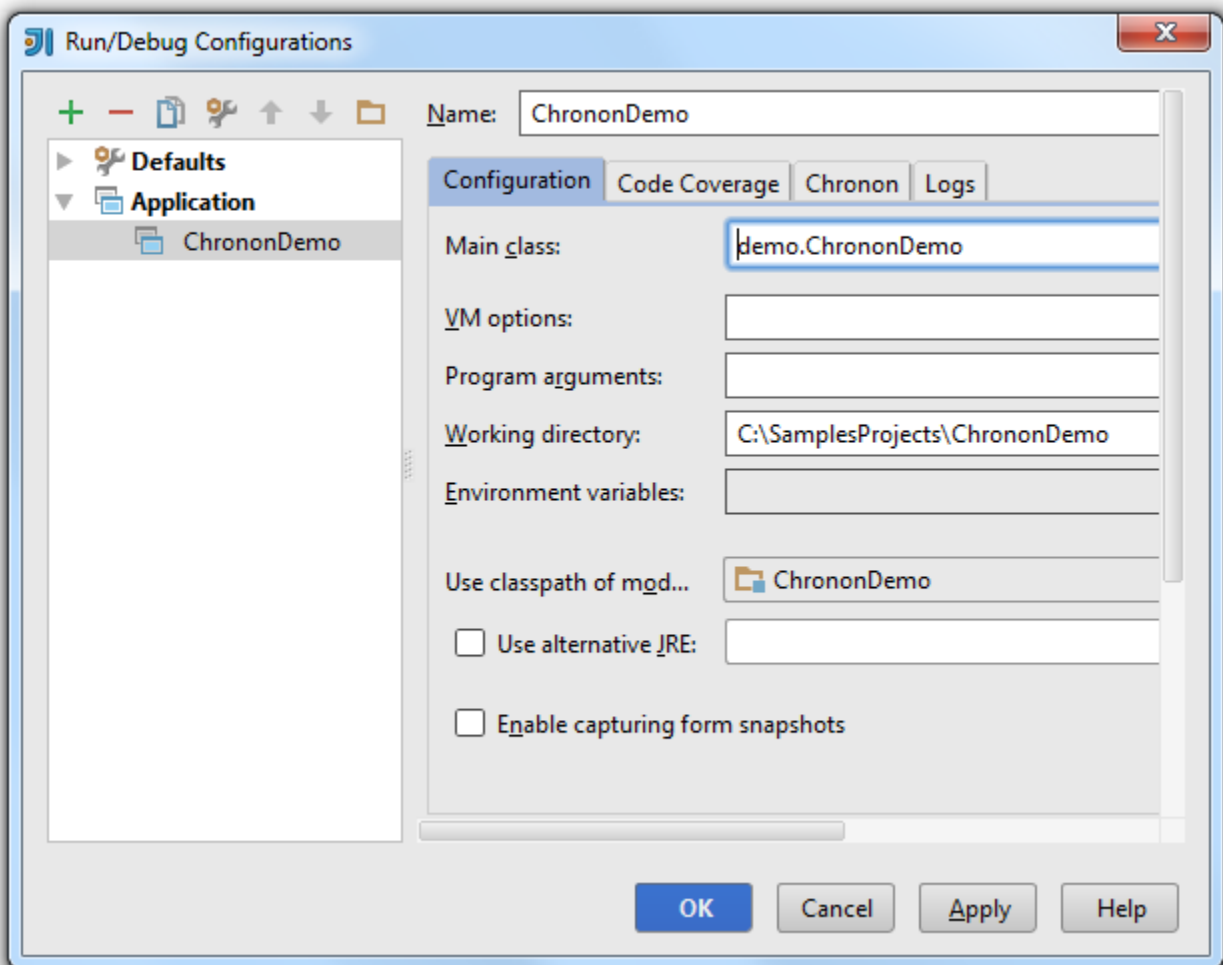 Run/Debug Configurations
Name: ChrononDemo
Defaults
Application
ChrononDemo
Configuration Code Coverage Chronon Logs
Main class: demo.ChrononDemo
VM options:
Program arguments:
Working directory: C:\SamplesProjects\ChrononDemo
Environment variables:
Use classpath of mod... ChrononDemo
Use alternative JRE:
Enable capturing form snapshots
OK Cancel Apply Help